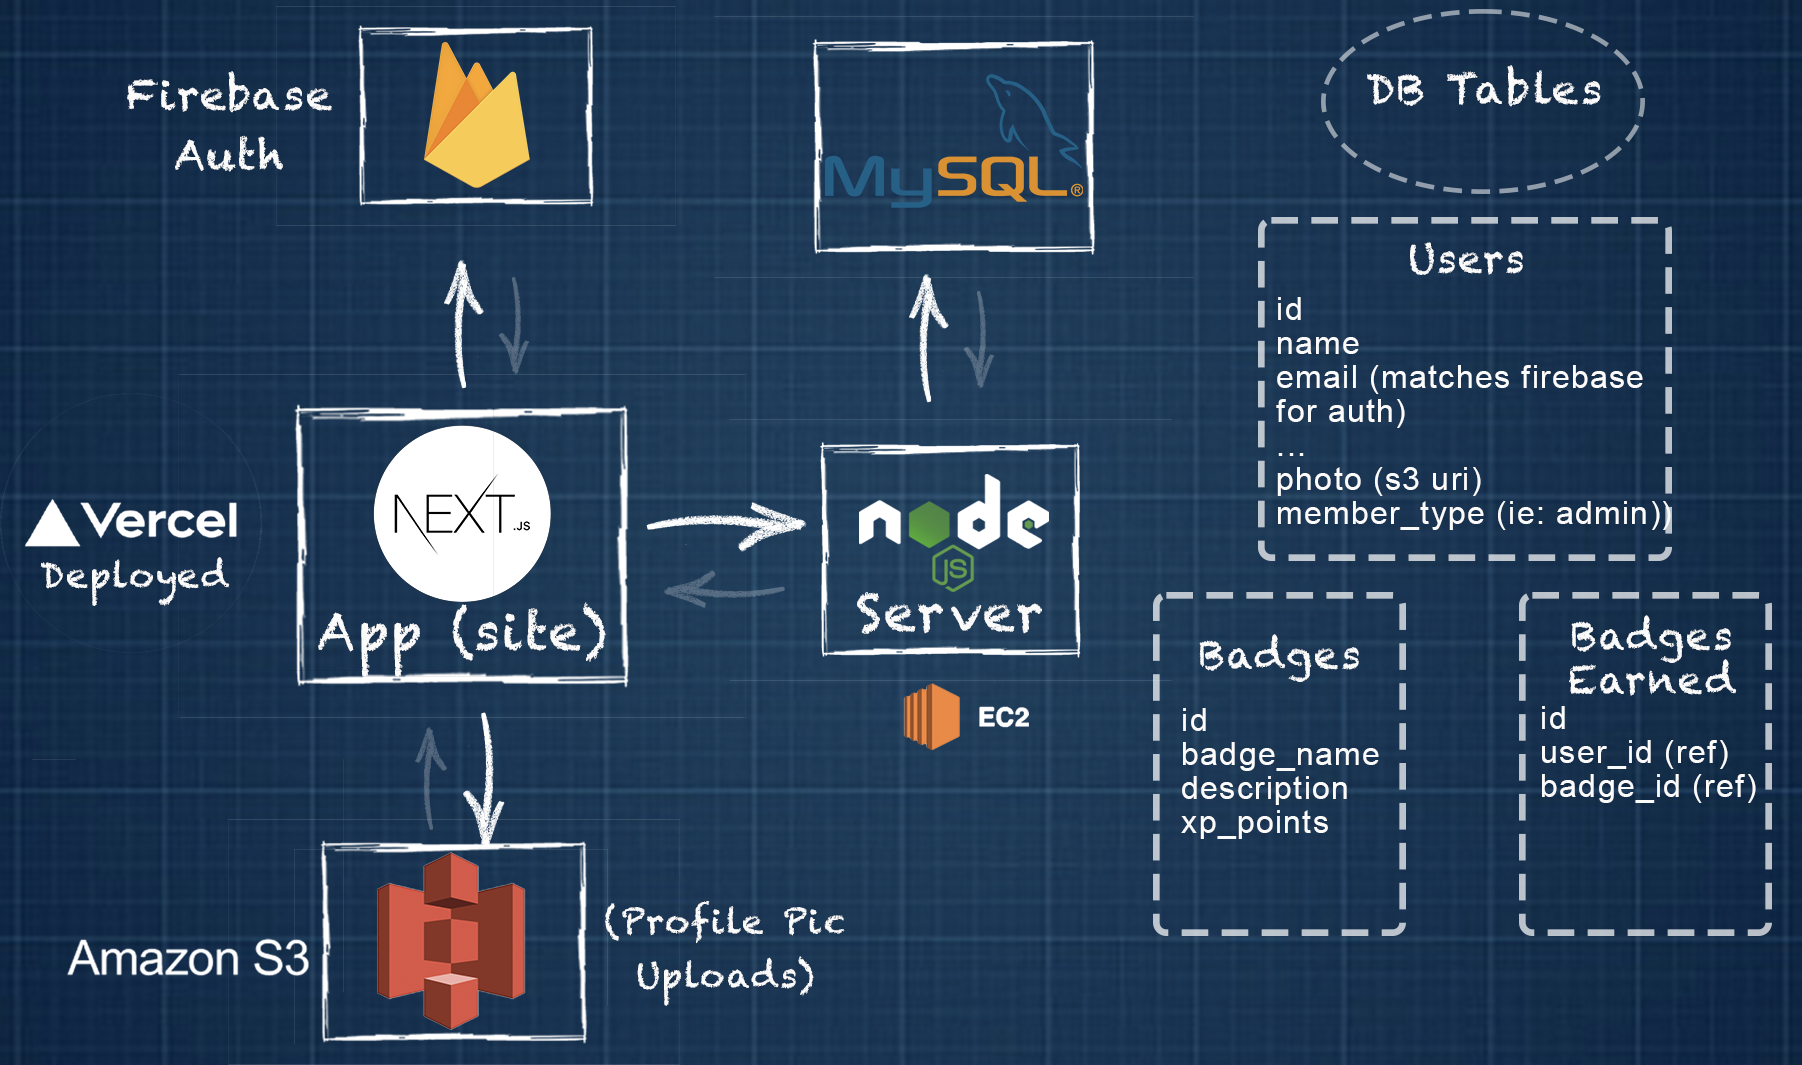 Firebase
Auth
MySQL®
DB Tables
Users
id
name
email (matches firebase
for auth)
...
photo (s3 uri)
member_type (ie: admin))
Vercel
Deployed
NEXT.JS
App (site)
node
JS
Server
EC2
Badges
id
badge_name
description
xp_points
Badges
Earned
id
user_id (ref)
badge_id (ref)
Amazon S3
(Profile Pic
Uploads)